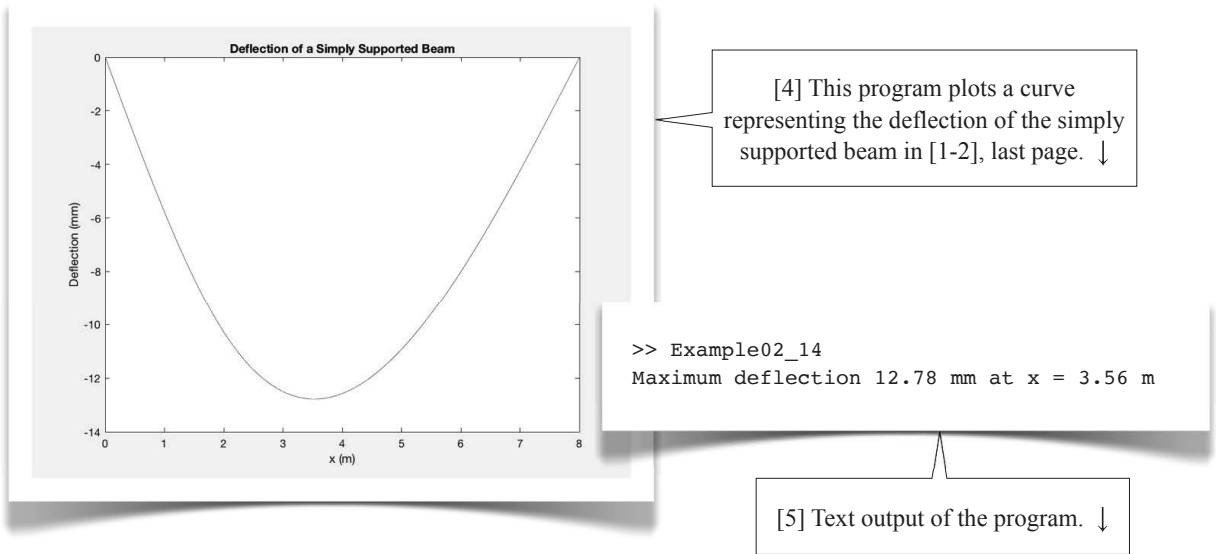 Deflection of a Simply Supported Beam
0
-2
-4
-6
-8
-10
-12
-14
Deflection (mm)
0 1 2 3 4 5 6 7 8
x (m)
[4] This program plots a curve
representing the deflection of the simply
supported beam in [1-2], last page. ↓
>> Example02_14
Maximum deflection 12.78 mm at x = 3.56 m
[5] Text output of the program. ↓